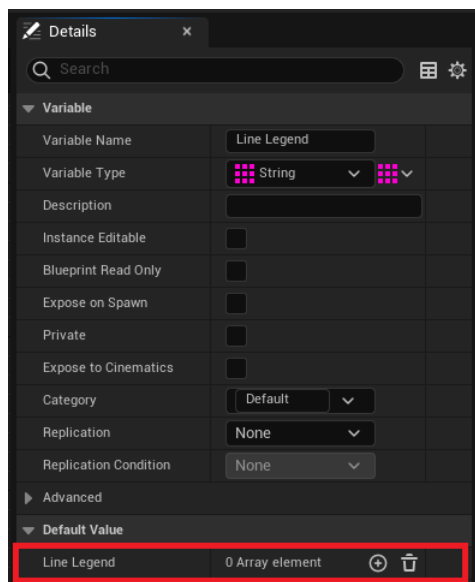 Details
Search
Variable
Variable Name Line Legend
Variable Type String
Description
Instance Editable
Blueprint Read Only
Expose on Spawn
Private
Expose to Cinematics
Category Default
Replication None
Replication Condition None
Advanced
Default Value
Line Legend 0 Array element